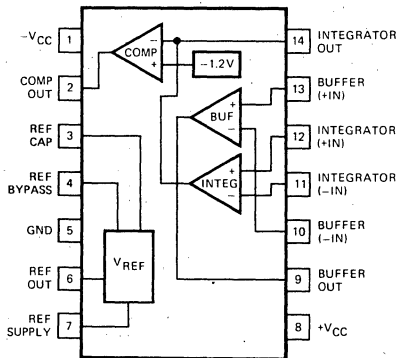 -VCC 1
COMP
OUT 2
REF
CAP 3
REF
BYPASS 4
GND 5
REF
OUT 6
REF
SUPPLY 7
COMP
-
+
-1.2V
BUF
+
-
INTEG
+
-
VREF
14 INTEGRATOR
OUT
13 BUFFER
(+IN)
12 INTEGRATOR
(+IN)
11 INTEGRATOR
(-IN)
10 BUFFER
(-IN)
9 BUFFER
OUT
8 +VCC